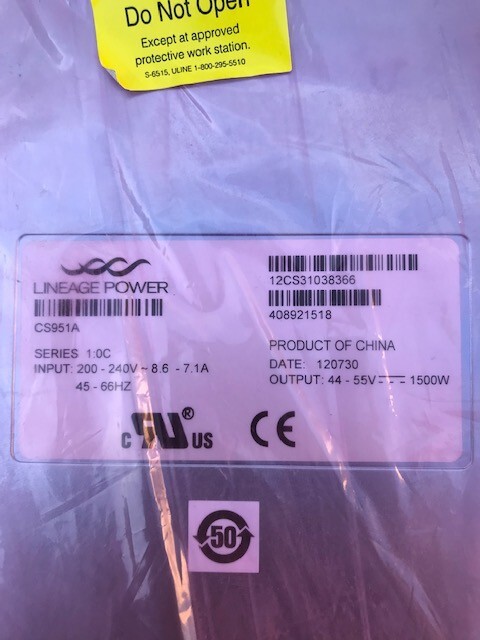 Do Not Open
Except at approved
protective work station.
S-6515, ULINE 1-800-295-5510
LINEAGE POWER
CS951A
SERIES 1:0C
INPUT: 200 - 240V ~ 8.6 - 7.1A
45 - 66HZ
12CS31038366
408921518
PRODUCT OF CHINA
DATE: 120730
OUTPUT: 44 - 55V⎓ 1500W
c RU ® US
CE
50